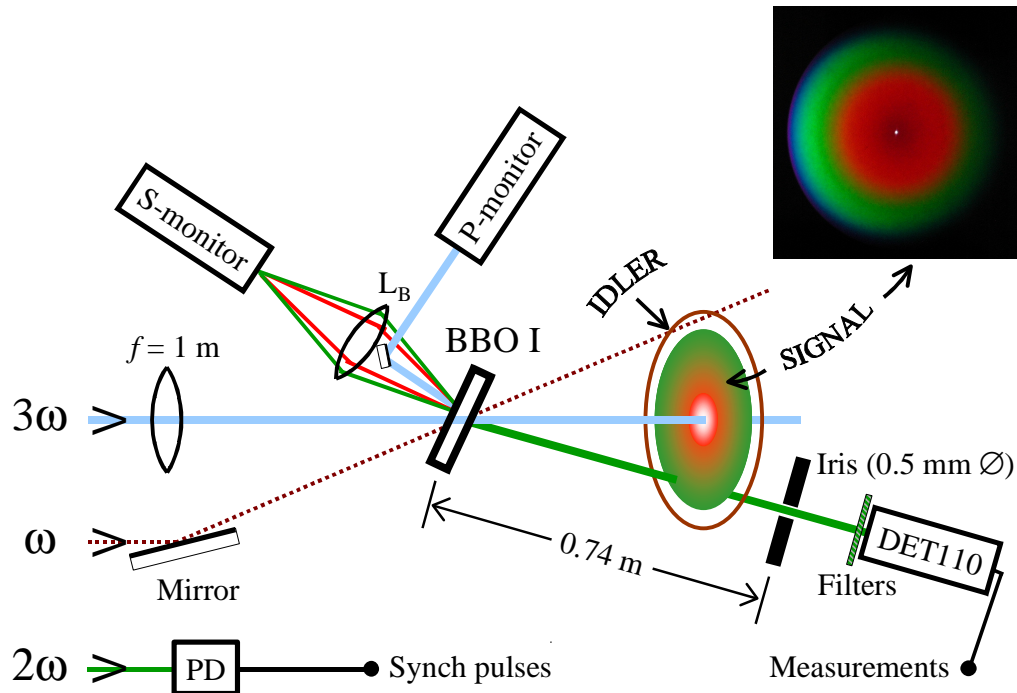 S-monitor
P-monitor
L_B
BBO I
IDLER
SIGNAL
f = 1 m
3ω
ω
Mirror
0.74 m
Iris (0.5 mm ∅)
DET110
Filters
2ω
PD
Synch pulses
Measurements